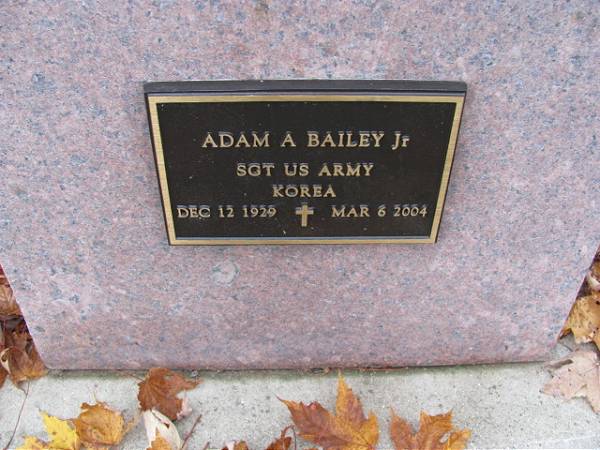 ADAM A BAILEY Jr
SGT US ARMY
KOREA
DEC 12 1929 MAR 6 2004